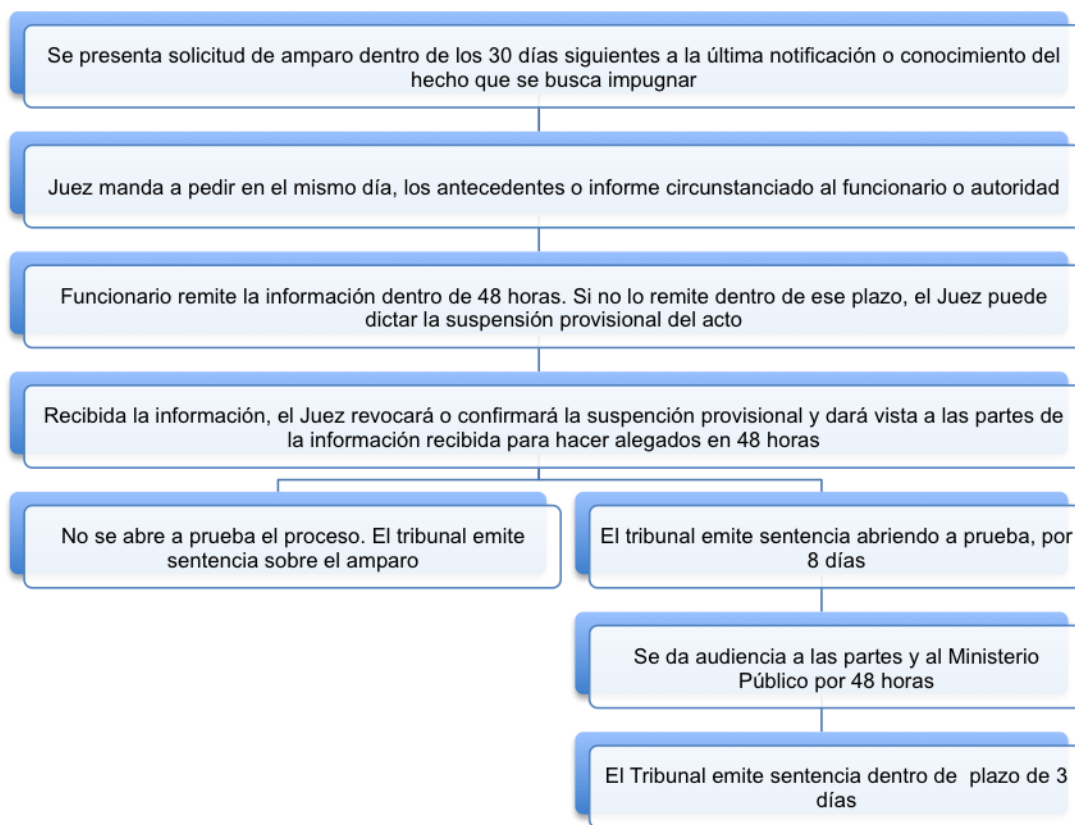 Se presenta solicitud de amparo dentro de los 30 días siguientes a la última notificación o conocimiento del
hecho que se busca impugnar
Juez manda a pedir en el mismo día, los antecedentes o informe circunstanciado al funcionario o autoridad
Funcionario remite la información dentro de 48 horas. Si no lo remite dentro de ese plazo, el Juez puede
dictar la suspensión provisional del acto
Recibida la información, el Juez revocará o confirmará la suspención provisional y dará vista a las partes de
la información recibida para hacer alegados en 48 horas
No se abre a prueba el proceso. El tribunal emite
sentencia sobre el amparo
El tribunal emite sentencia abriendo a prueba, por
8 días
Se da audiencia a las partes y al Ministerio
Público por 48 horas
El Tribunal emite sentencia dentro de plazo de 3
días